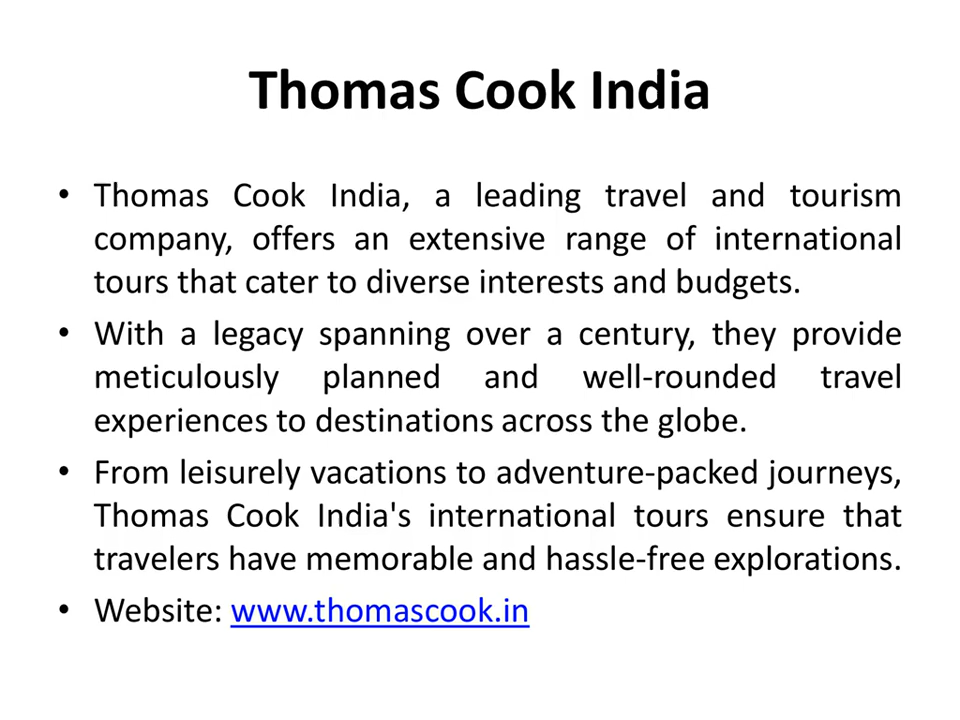 Thomas Cook India
• Thomas Cook India, a leading travel and tourism
company, offers an extensive range of international
tours that cater to diverse interests and budgets.
• With a legacy spanning over a century, they provide
meticulously planned and well-rounded travel
experiences to destinations across the globe.
• From leisurely vacations to adventure-packed journeys,
Thomas Cook India's international tours ensure that
travelers have memorable and hassle-free explorations.
• Website: www.thomascook.in